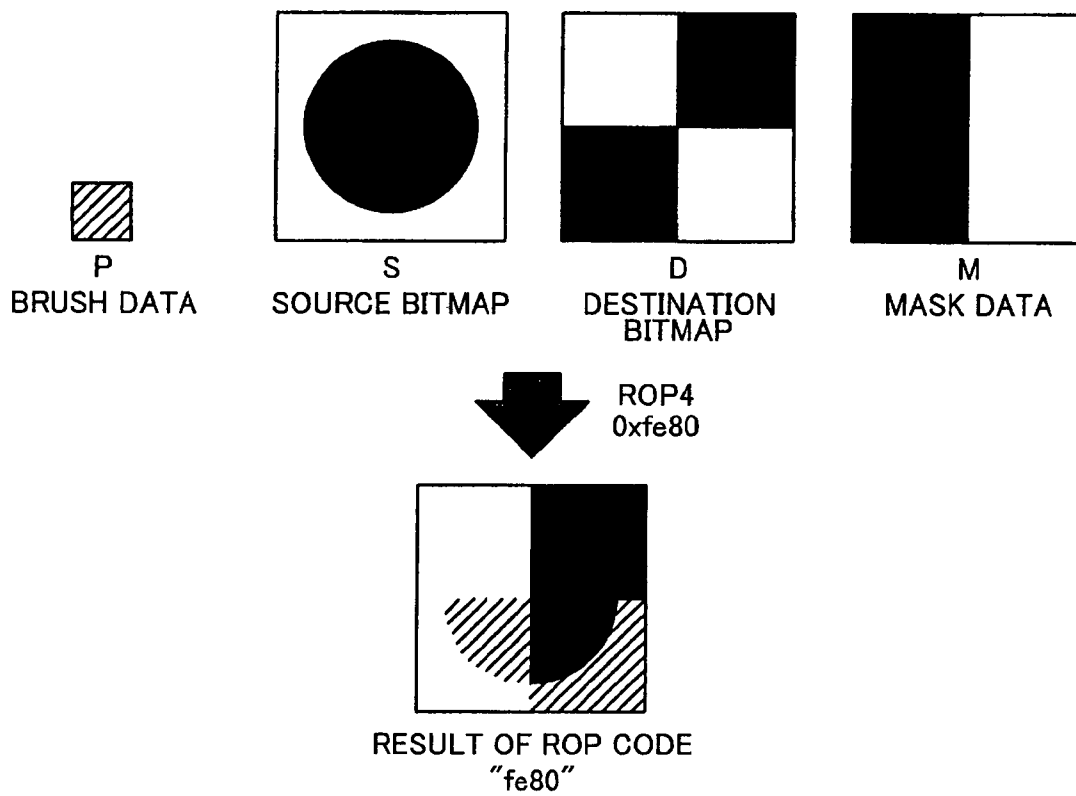 P
BRUSH DATA
S
SOURCE BITMAP
D
DESTINATION
BITMAP
M
MASK DATA
ROP4
0xfe80
RESULT OF ROP CODE
"fe80"